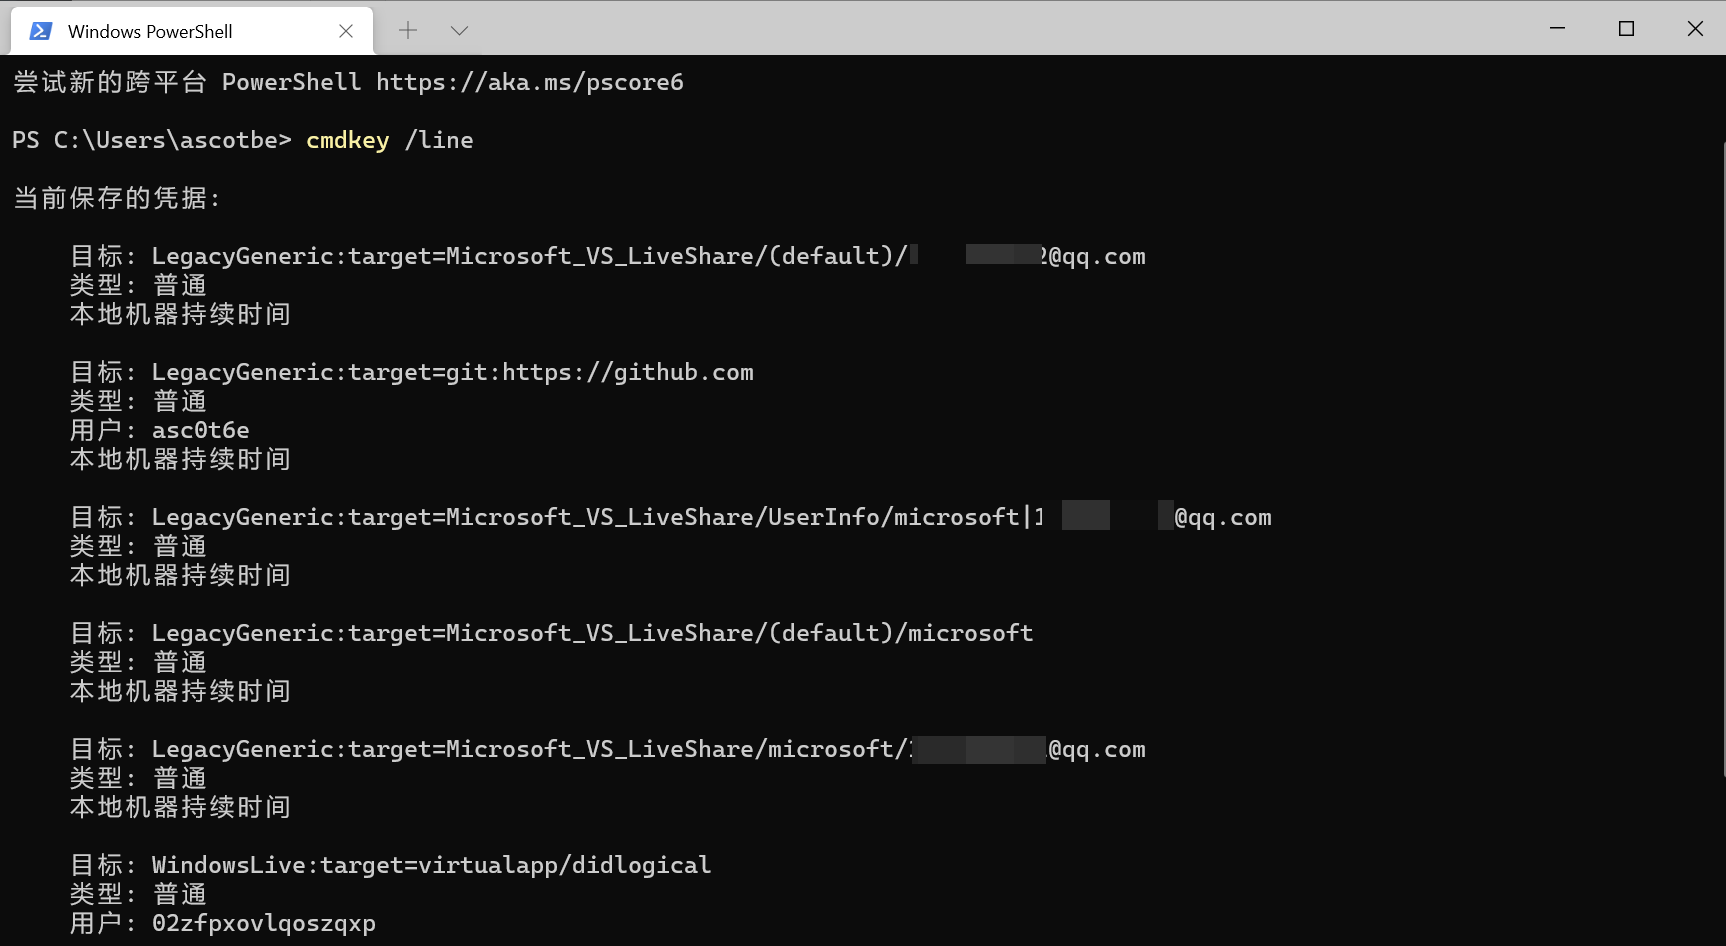 Windows PowerShell
尝试新的跨平台 PowerShell https://aka.ms/pscore6
PS C:\Users\ascotbe> cmdkey /line
当前保存的凭据:
目标: LegacyGeneric:target=Microsoft_VS_LiveShare/(default)/ 2@qq.com
类型: 普通
本地机器持续时间
目标: LegacyGeneric:target=git:https://github.com
类型: 普通
用户: asc0t6e
本地机器持续时间
目标: LegacyGeneric:target=Microsoft_VS_LiveShare/UserInfo/microsoft|1 @qq.com
类型: 普通
本地机器持续时间
目标: LegacyGeneric:target=Microsoft_VS_LiveShare/(default)/microsoft
类型: 普通
本地机器持续时间
目标: LegacyGeneric:target=Microsoft_VS_LiveShare/microsoft/ @qq.com
类型: 普通
本地机器持续时间
目标: WindowsLive:target=virtualapp/didlogical
类型: 普通
用户: 02zfpxovlqoszqxp